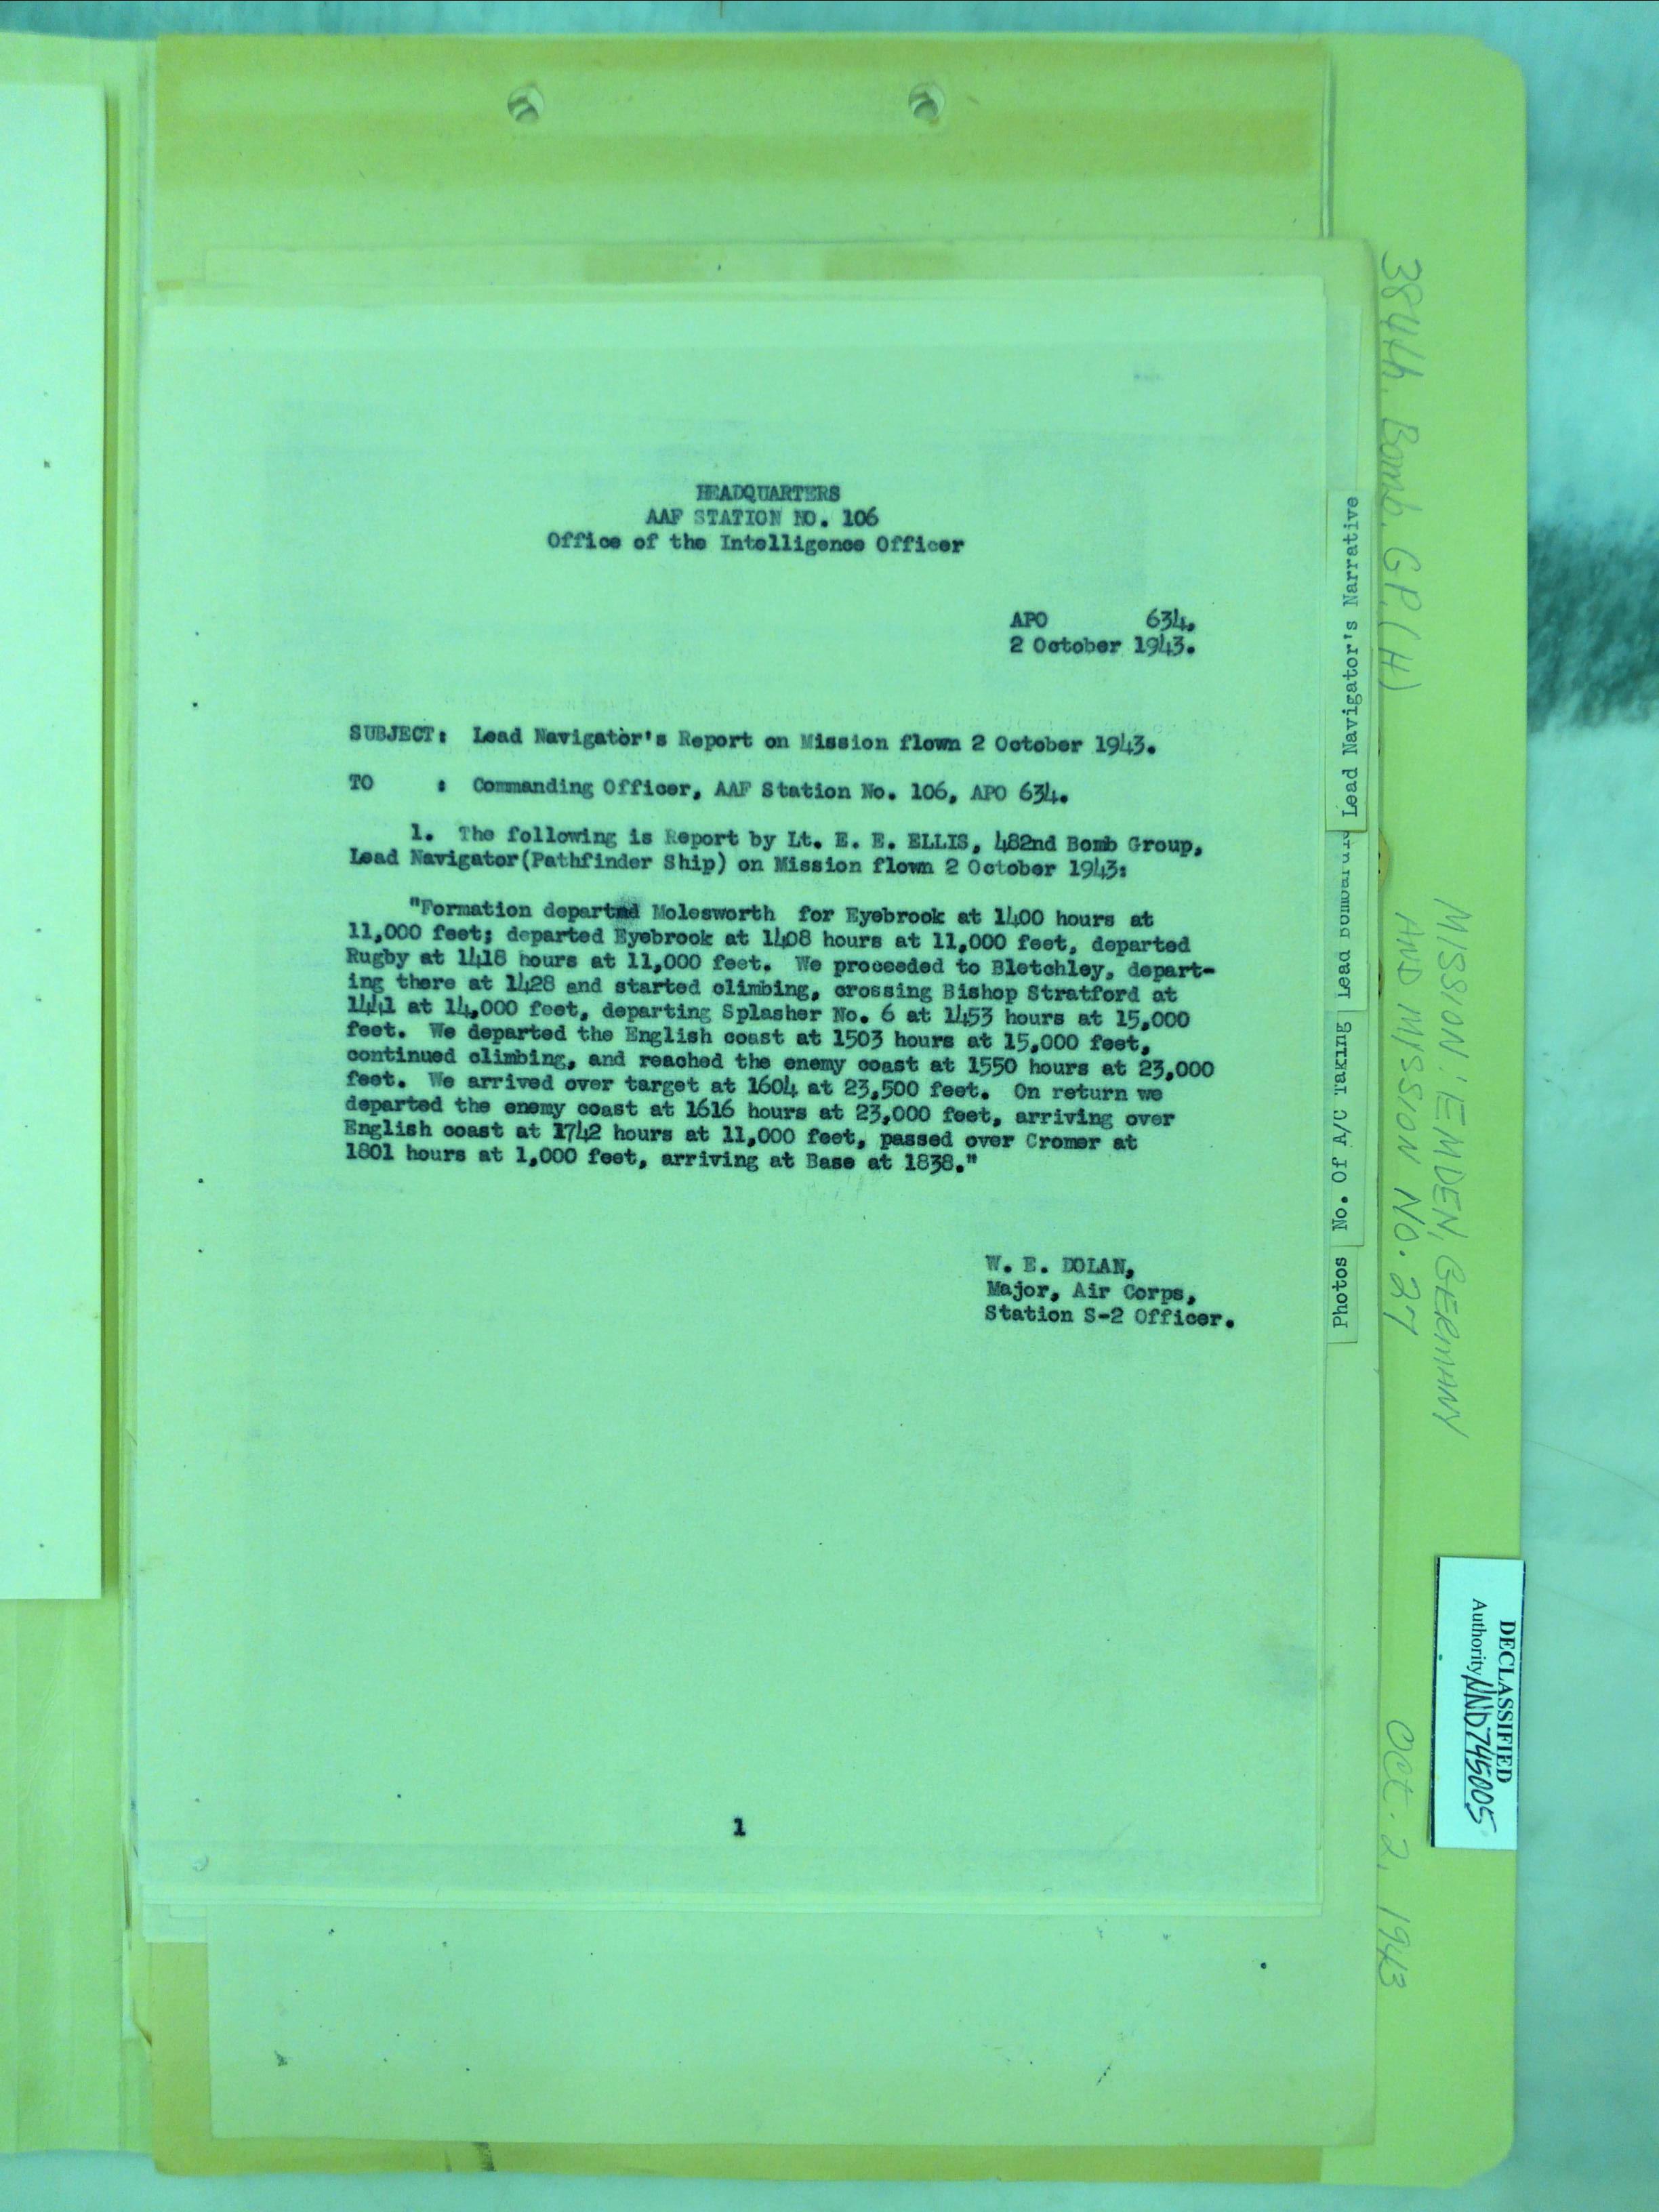 HEADQUARTERS
AAF STATION NO. 106
Office of the Intelligence Officer
APO 634.
2 October 1943.
SUBJECT: Lead Navigator's Report on Mission flown 2 October 1943.
TO : Commanding Officer, AAF Station No. 106, APO 634.
1. The following is Report by Lt. E. E. ELLIS, 482nd Bomb Group,
Lead Navigator(Pathfinder Ship) on Mission flown 2 October 1943:
"Formation departed Molesworth for Eyebrook at 1400 hours at
11,000 feet; departed Eyebrook at 1408 hours at 11,000 feet, departed
Rugby at 1418 hours at 11,000 feet. We proceeded to Bletchley, depart-
ing there at 1428 and started climbing, crossing Bishop Stratford at
1441 at 14,000 feet, departing Splasher No. 6 at 1453 hours at 15,000
feet. We departed the English coast at 1503 hours at 15,000 feet,
continued climbing, and reached the enemy coast at 1550 hours at 23,000
feet. We arrived over target at 1604 at 23,500 feet. On return we
departed the enemy coast at 1616 hours at 23,000 feet, arriving over
English coast at 1742 hours at 11,000 feet, passed over Cromer at
1801 hours at 1,000 feet, arriving at Base at 1838."
W. E. DOLAN,
Major, Air Corps,
Station S-2 Officer.
1
Lead Navigator's Narrative
Lead
No. Of A/C Taking
Photos
384th. Bomb. GP. (H)
MISSION: EMDEN, GERMANY
AND MISSION NO. 27
Oct. 2, 1943
DECLASSIFIED
Authority NND745005